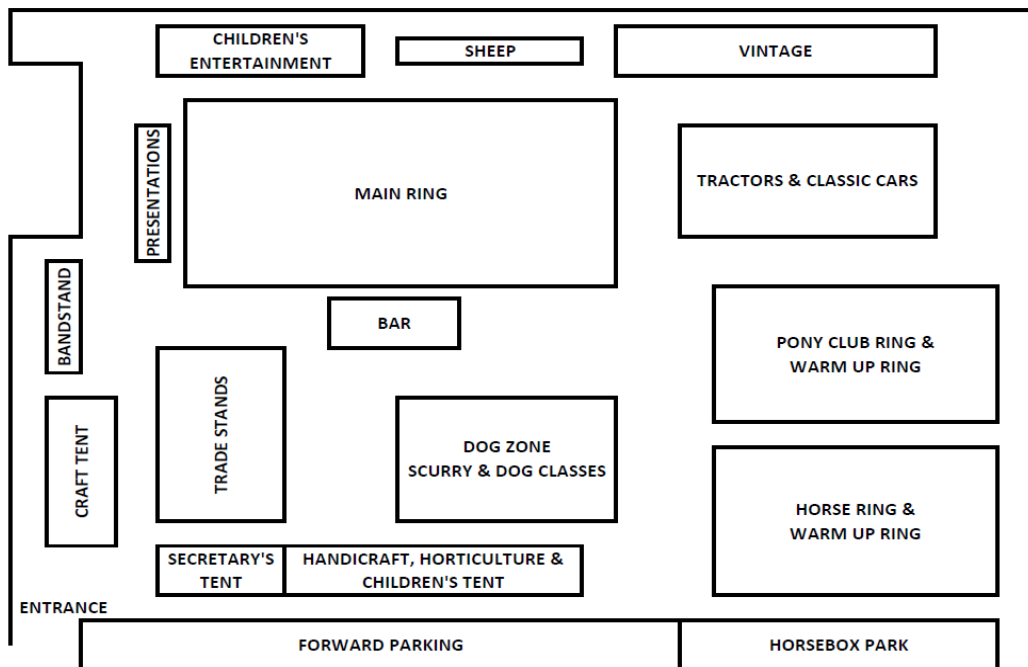 CHILDREN'S
ENTERTAINMENT
SHEEP
VINTAGE
PRESENTATIONS
MAIN RING
TRACTORS & CLASSIC CARS
BANDSTAND
BAR
PONY CLUB RING &
WARM UP RING
CRAFT TENT
TRADE STANDS
DOG ZONE
SCURRY & DOG CLASSES
HORSE RING &
WARM UP RING
SECRETARY'S
TENT
HANDICRAFT, HORTICULTURE &
CHILDREN'S TENT
ENTRANCE
FORWARD PARKING
HORSEBOX PARK